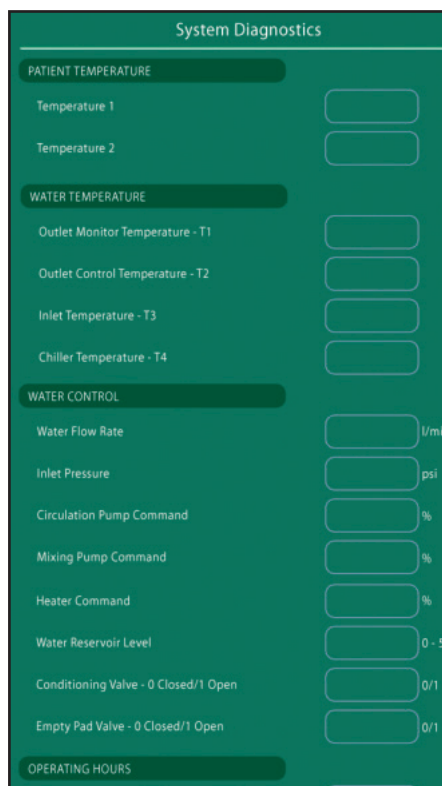 System Diagnostics
PATIENT TEMPERATURE
Temperature 1
Temperature 2
WATER TEMPERATURE
Outlet Monitor Temperature - T1
Outlet Control Temperature - T2
Inlet Temperature - T3
Chiller Temperature - T4
WATER CONTROL
Water Flow Rate l/mi
Inlet Pressure psi
Circulation Pump Command %
Mixing Pump Command %
Heater Command %
Water Reservoir Level 0 - 5
Conditioning Valve - 0 Closed/1 Open 0/1
Empty Pad Valve - 0 Closed/1 Open 0/1
OPERATING HOURS